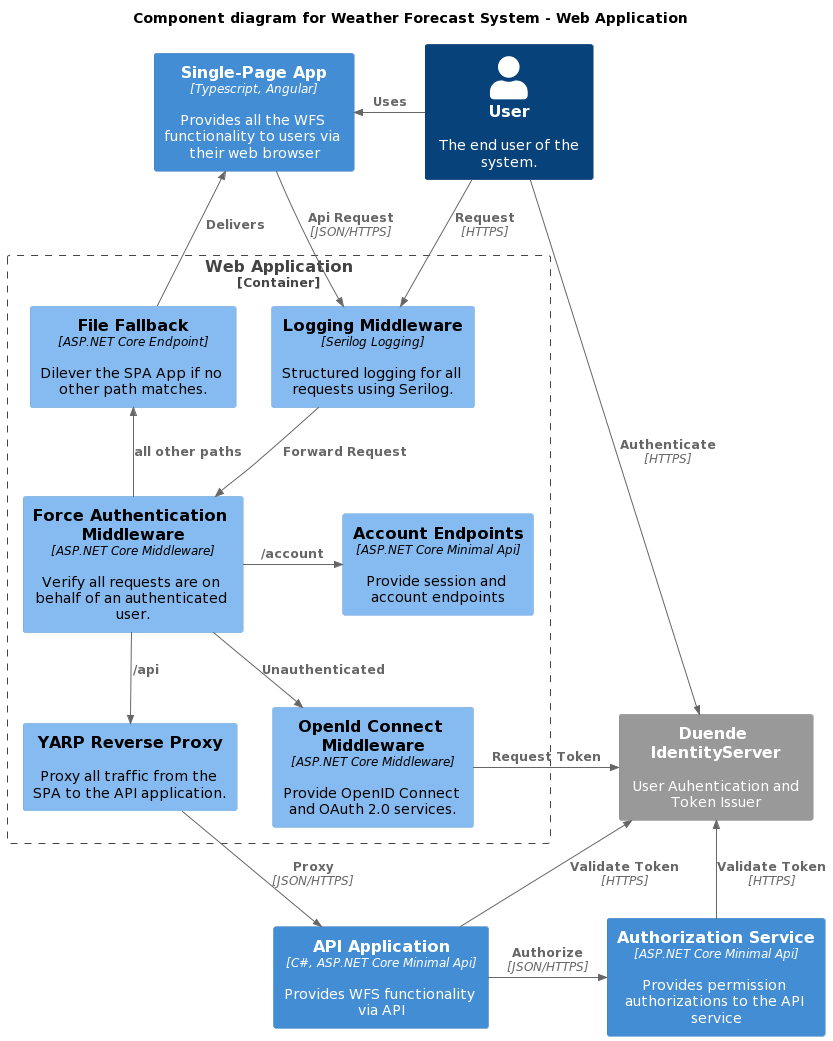 Component diagram for Weather Forecast System - Web Application
Single-Page App
[Typescript, Angular]
Provides all the WFS
functionality to users via
their web browser
Uses
User
The end user of the
system.
Delivers
Api Request
[JSON/HTTPS]
Request
[HTTPS]
Web Application
[Container]
File Fallback
[ASP.NET Core Endpoint]
Dilever the SPA App if no
other path matches.
Logging Middleware
[Serilog Logging]
Structured logging for all
requests using Serilog.
all other paths
Forward Request
Authenticate
[HTTPS]
Force Authentication
Middleware
[ASP.NET Core Middleware]
Verify all requests are on
behalf of an authenticated
user.
/account
Account Endpoints
[ASP.NET Core Minimal Api]
Provide session and
account endpoints
/api
Unauthenticated
YARP Reverse Proxy
Proxy all traffic from the
SPA to the API application.
OpenId Connect
Middleware
[ASP.NET Core Middleware]
Provide OpenID Connect
and OAuth 2.0 services.
Request Token
Duende
IdentityServer
User Auhentication and
Token Issuer
Proxy
[JSON/HTTPS]
Validate Token
[HTTPS]
Validate Token
[HTTPS]
API Application
[C#, ASP.NET Core Minimal Api]
Provides WFS functionality
via API
Authorize
[JSON/HTTPS]
Authorization Service
[ASP.NET Core Minimal Api]
Provides permission
authorizations to the API
service